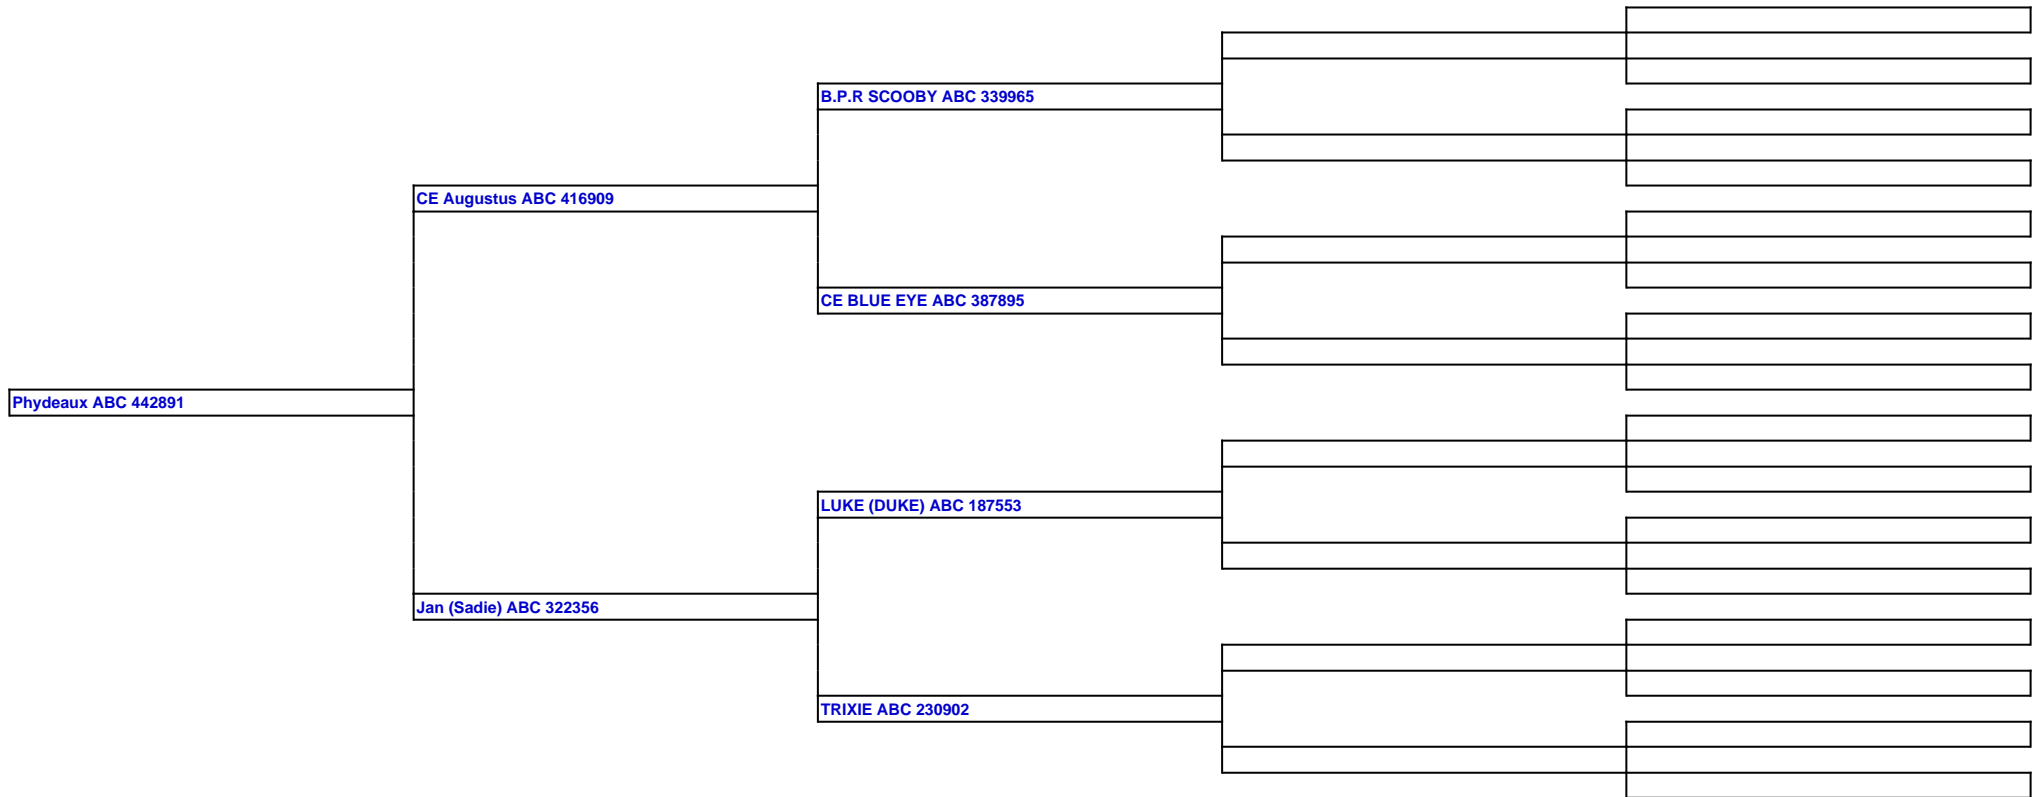 B.P.R SCOOBY ABC 339965
CE Augustus ABC 416909
CE BLUE EYE ABC 387895
Phydeaux ABC 442891
LUKE (DUKE) ABC 187553
Jan (Sadie) ABC 322356
TRIXIE ABC 230902